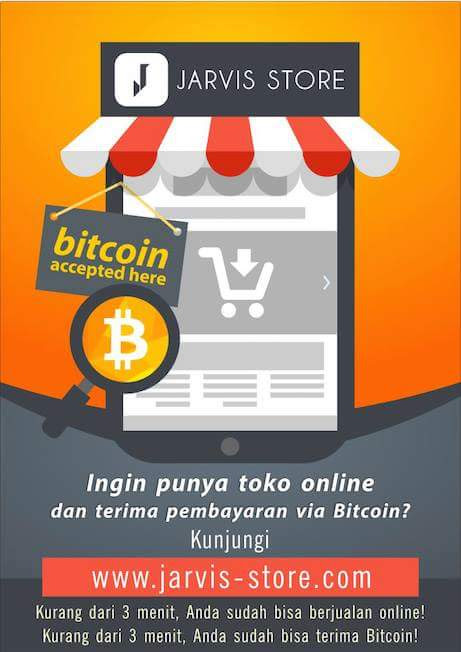 JARVIS STORE
bitcoin
accepted here
Ingin punya toko online
dan terima pembayaran via Bitcoin?
Kunjungi
www.jarvis-store.com
Kurang dari 3 menit, Anda sudah bisa berjualan online!
Kurang dari 3 menit, Anda sudah bisa terima Bitcoin!